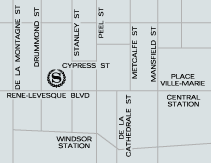 DE LA MONTAGNE ST
DRUMMOND ST
STANLEY ST
PEEL ST
METCALFE ST
MANSFIELD ST
S
CYPRESS ST
PLACE
VILLE-MARIE
RENE-LEVESQUE BLVD
CENTRAL
STATION
WINDSOR
STATION
DE LA
CATHEDRALE ST